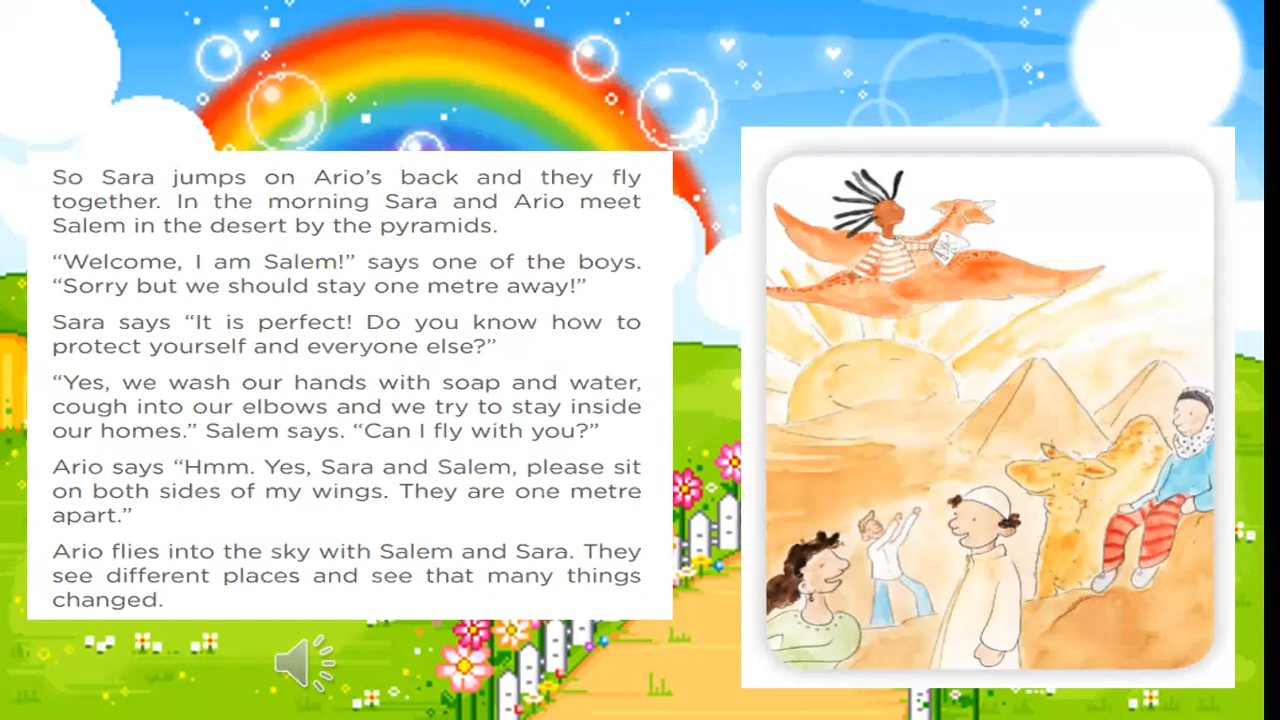 So Sara jumps on Ario’s back and they fly
together. In the morning Sara and Ario meet
Salem in the desert by the pyramids.
“Welcome, I am Salem!” says one of the boys.
“Sorry but we should stay one metre away!”
Sara says “It is perfect! Do you know how to
protect yourself and everyone else?”
“Yes, we wash our hands with soap and water,
cough into our elbows and we try to stay inside
our homes.” Salem says. “Can I fly with you?”
Ario says “Hmm. Yes, Sara and Salem, please sit
on both sides of my wings. They are one metre
apart.”
Ario flies into the sky with Salem and Sara. They
see different places and see that many things
changed.